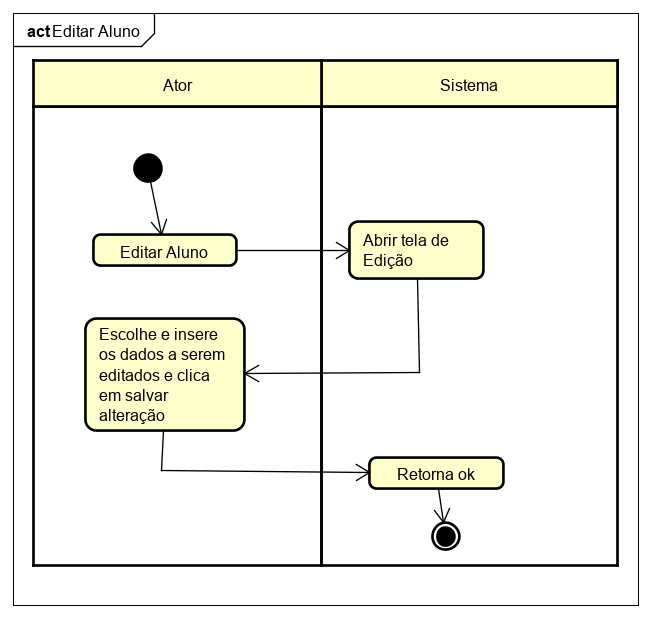 act Editar Aluno
Ator
Sistema
Editar Aluno
Abrir tela de
Edição
Escolhe e insere
os dados a serem
editados e clica
em salvar
alteração
Retorna ok